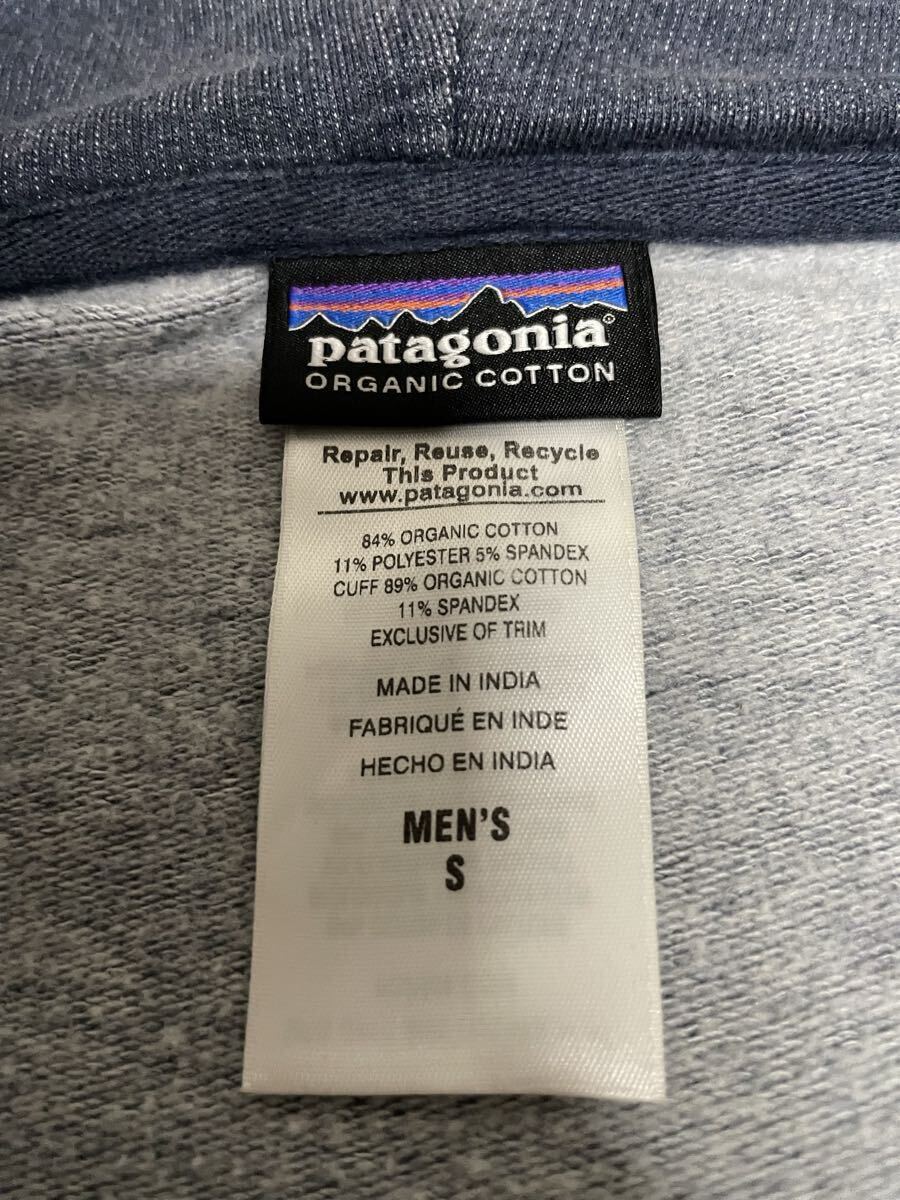 patagonia®
ORGANIC COTTON
Repair, Reuse, Recycle
This Product
www.patagonia.com
84% ORGANIC COTTON
11% POLYESTER 5% SPANDEX
CUFF 89% ORGANIC COTTON
11% SPANDEX
EXCLUSIVE OF TRIM
MADE IN INDIA
FABRIQUÉ EN INDE
HECHO EN INDIA
MEN'S
S